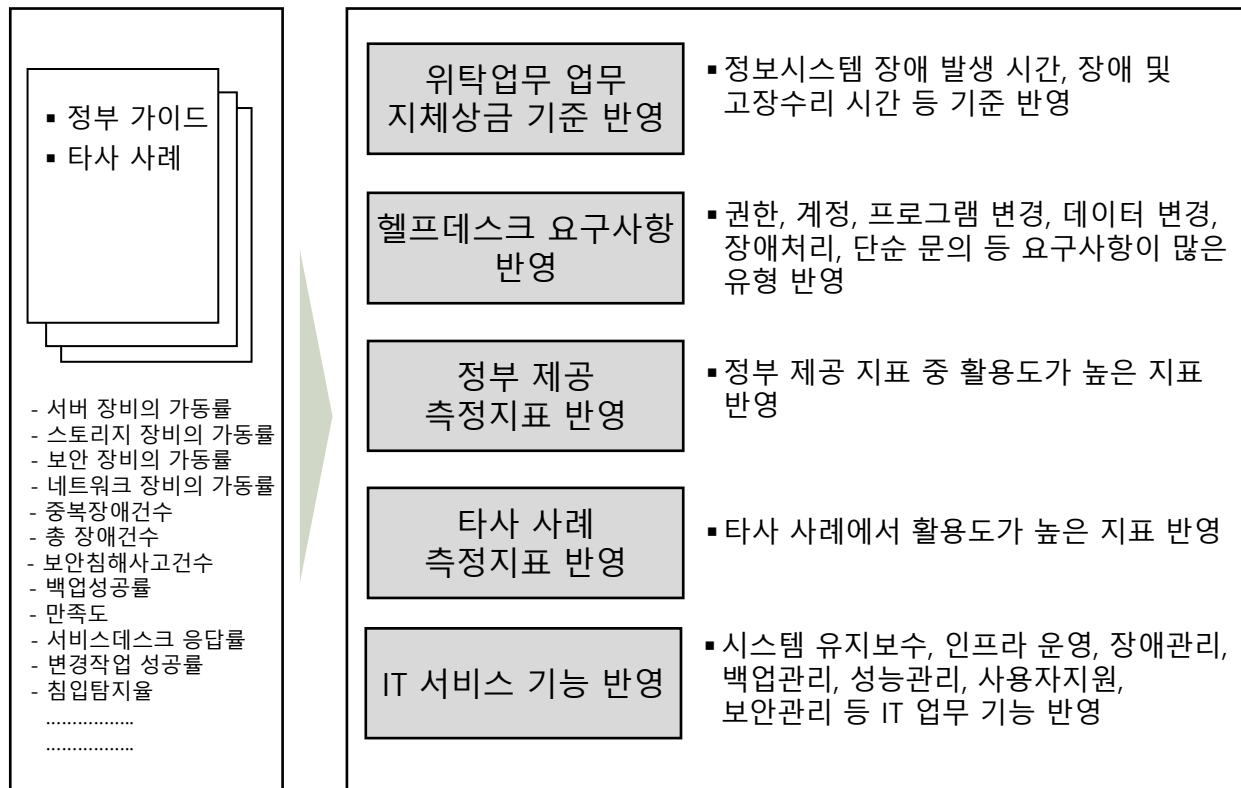 ▪ 정부 가이드
▪ 타사 사례
- 서버 장비의 가동률
- 스토리지 장비의 가동률
- 보안 장비의 가동률
- 네트워크 장비의 가동률
- 중복장애건수
- 총 장애건수
- 보안침해사고건수
- 백업성공률
- 만족도
- 서비스데스크 응답률
- 변경작업 성공률
- 침입탐지율
.................
.................
위탁업무 업무
지체상금 기준 반영
▪ 정보시스템 장애 발생 시간, 장애 및
고장수리 시간 등 기준 반영
헬프데스크 요구사항
반영
▪ 권한, 계정, 프로그램 변경, 데이터 변경,
장애처리, 단순 문의 등 요구사항이 많은
유형 반영
정부 제공
측정지표 반영
▪ 정부 제공 지표 중 활용도가 높은 지표
반영
타사 사례
측정지표 반영
▪ 타사 사례에서 활용도가 높은 지표 반영
IT 서비스 기능 반영
▪ 시스템 유지보수, 인프라 운영, 장애관리,
백업관리, 성능관리, 사용자지원,
보안관리 등 IT 업무 기능 반영